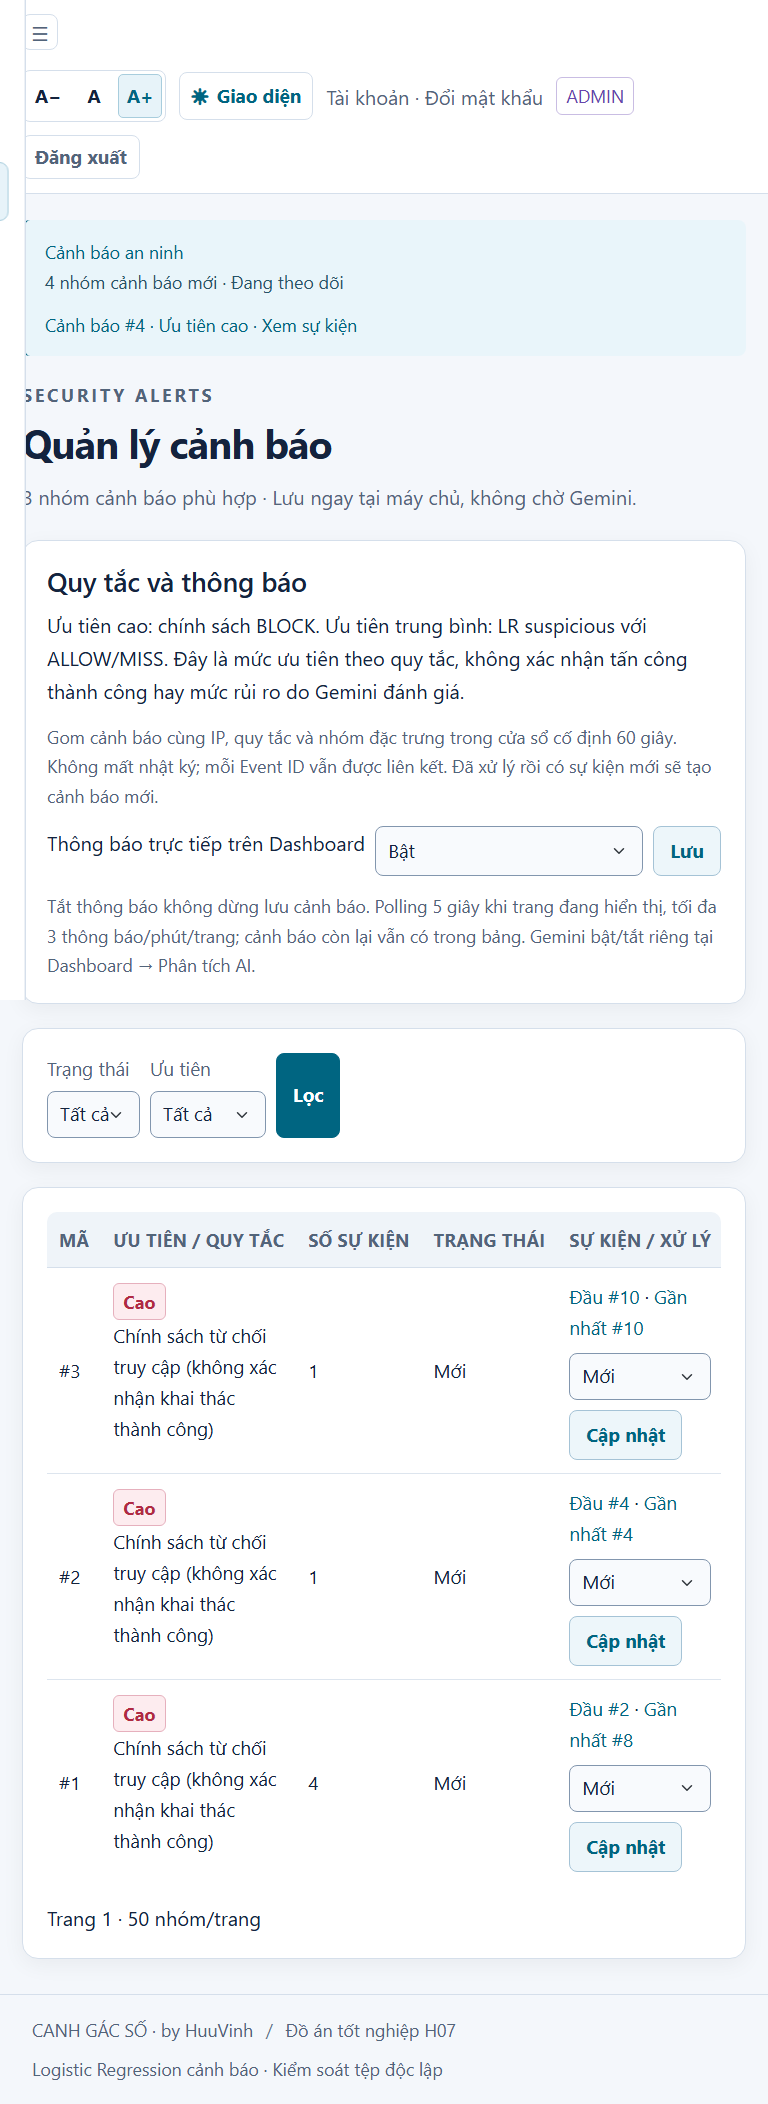 ☰
A− A A+ Giao diện Tài khoản · Đổi mật khẩu ADMIN
Đăng xuất
Cảnh báo an ninh
4 nhóm cảnh báo mới · Đang theo dõi
Cảnh báo #4 · Ưu tiên cao · Xem sự kiện
SECURITY ALERTS
Quản lý cảnh báo
3 nhóm cảnh báo phù hợp · Lưu ngay tại máy chủ, không chờ Gemini.
Quy tắc và thông báo
Ưu tiên cao: chính sách BLOCK. Ưu tiên trung bình: LR suspicious với
ALLOW/MISS. Đây là mức ưu tiên theo quy tắc, không xác nhận tấn công
thành công hay mức rủi ro do Gemini đánh giá.
Gom cảnh báo cùng IP, quy tắc và nhóm đặc trưng trong cửa sổ cố định 60 giây.
Không mất nhật ký; mỗi Event ID vẫn được liên kết. Đã xử lý rồi có sự kiện mới sẽ tạo
cảnh báo mới.
Thông báo trực tiếp trên Dashboard Bật Lưu
Tắt thông báo không dừng lưu cảnh báo. Polling 5 giây khi trang đang hiển thị, tối đa
3 thông báo/phút/trang; cảnh báo còn lại vẫn có trong bảng. Gemini bật/tắt riêng tại
Dashboard → Phân tích AI.
Trạng thái Ưu tiên
Tất cả Tất cả Lọc
MÃ ƯU TIÊN / QUY TẮC SỐ SỰ KIỆN TRẠNG THÁI SỰ KIỆN / XỬ LÝ
#3 Cao
Chính sách từ chối
truy cập (không xác
nhận khai thác
thành công)
1 Mới
Đầu #10 · Gần
nhất #10
Mới
Cập nhật
#2 Cao
Chính sách từ chối
truy cập (không xác
nhận khai thác
thành công)
1 Mới
Đầu #4 · Gần
nhất #4
Mới
Cập nhật
#1 Cao
Chính sách từ chối
truy cập (không xác
nhận khai thác
thành công)
4 Mới
Đầu #2 · Gần
nhất #8
Mới
Cập nhật
Trang 1 · 50 nhóm/trang
CANH GÁC SỐ · by HuuVinh / Đồ án tốt nghiệp H07
Logistic Regression cảnh báo · Kiểm soát tệp độc lập